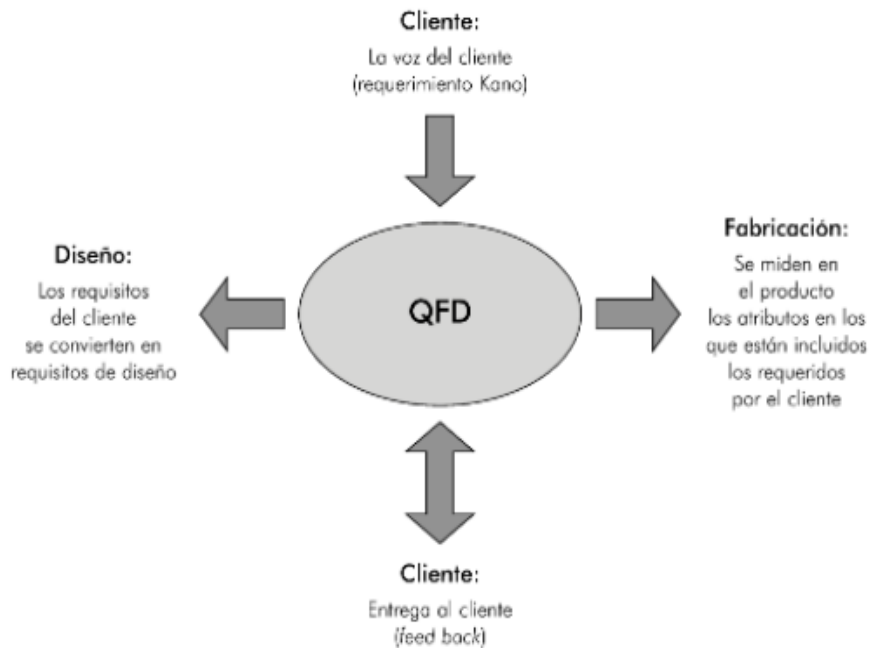 Cliente:
La voz del cliente
(requerimiento Kano)
Diseño:
Los requisitos
del cliente
se convierten en
requisitos de diseño
QFD
Fabricación:
Se miden en
el producto
los atributos en los
que están incluidos
los requeridos
por el cliente
Cliente:
Entrega al cliente
(feed back)